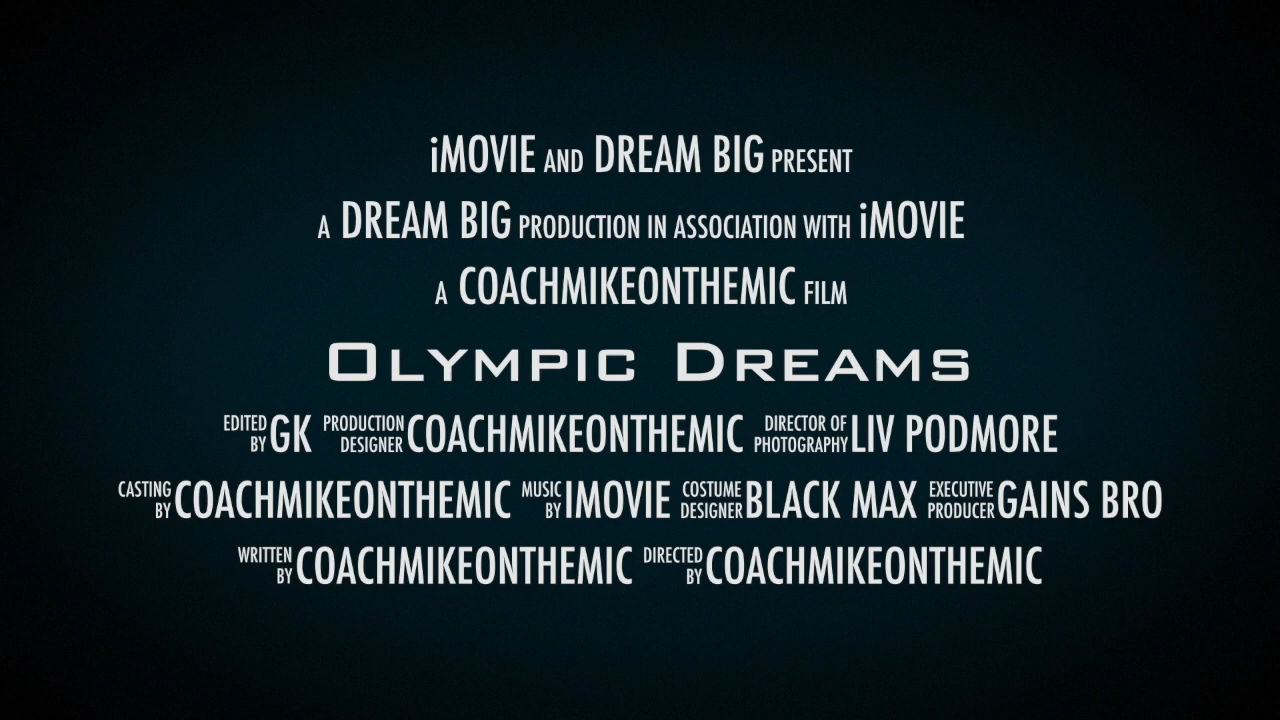 iMOVIE AND DREAM BIG PRESENT
A DREAM BIG PRODUCTION IN ASSOCIATION WITH iMOVIE
A COACHMIKEONTHEMIC FILM
OLYMPIC DREAMS
EDITED BY GK PRODUCTION DESIGNER COACHMIKEONTHEMIC DIRECTOR OF PHOTOGRAPHY LIV PODMORE
CASTING BY COACHMIKEONTHEMIC MUSIC BY IMOVIE COSTUME DESIGNER BLACK MAX EXECUTIVE PRODUCER GAINS BRO
WRITTEN BY COACHMIKEONTHEMIC DIRECTED BY COACHMIKEONTHEMIC